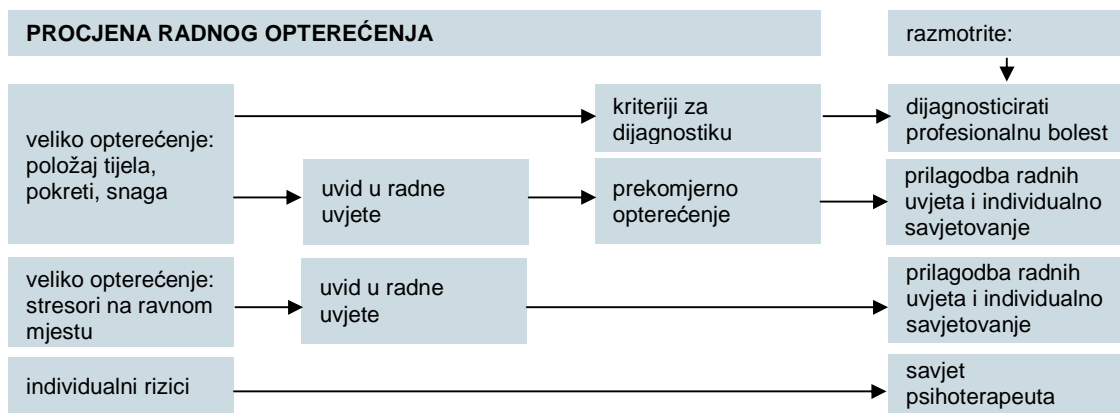 PROCJENA RADNOG OPTEREĆENJA
razmotrite:
veliko opterećenje:
položaj tijela,
pokreti, snaga
kriteriji za
dijagnostiku
dijagnosticirati
profesionalnu bolest
uvid u radne
uvjete
prekomjerno
opterećenje
prilagodba radnih
uvjeta i individualno
savjetovanje
veliko opterećenje:
stresori na ravnom
mjestu
uvid u radne
uvjete
prilagodba radnih
uvjeta i individualno
savjetovanje
individualni rizici
savjet
psihoterapeuta